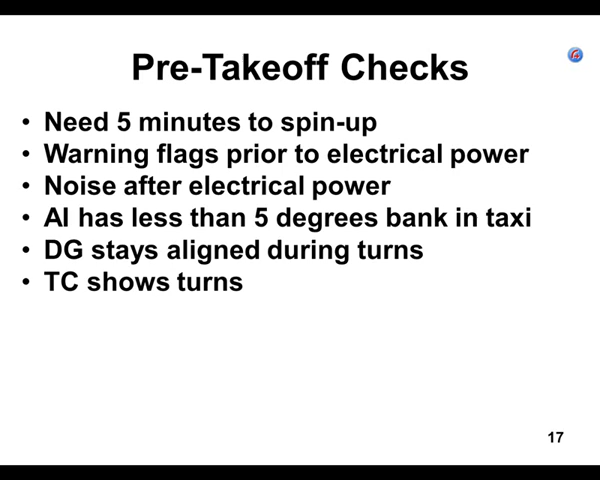 Pre-Takeoff Checks
• Need 5 minutes to spin-up
• Warning flags prior to electrical power
• Noise after electrical power
• AI has less than 5 degrees bank in taxi
• DG stays aligned during turns
• TC shows turns
17